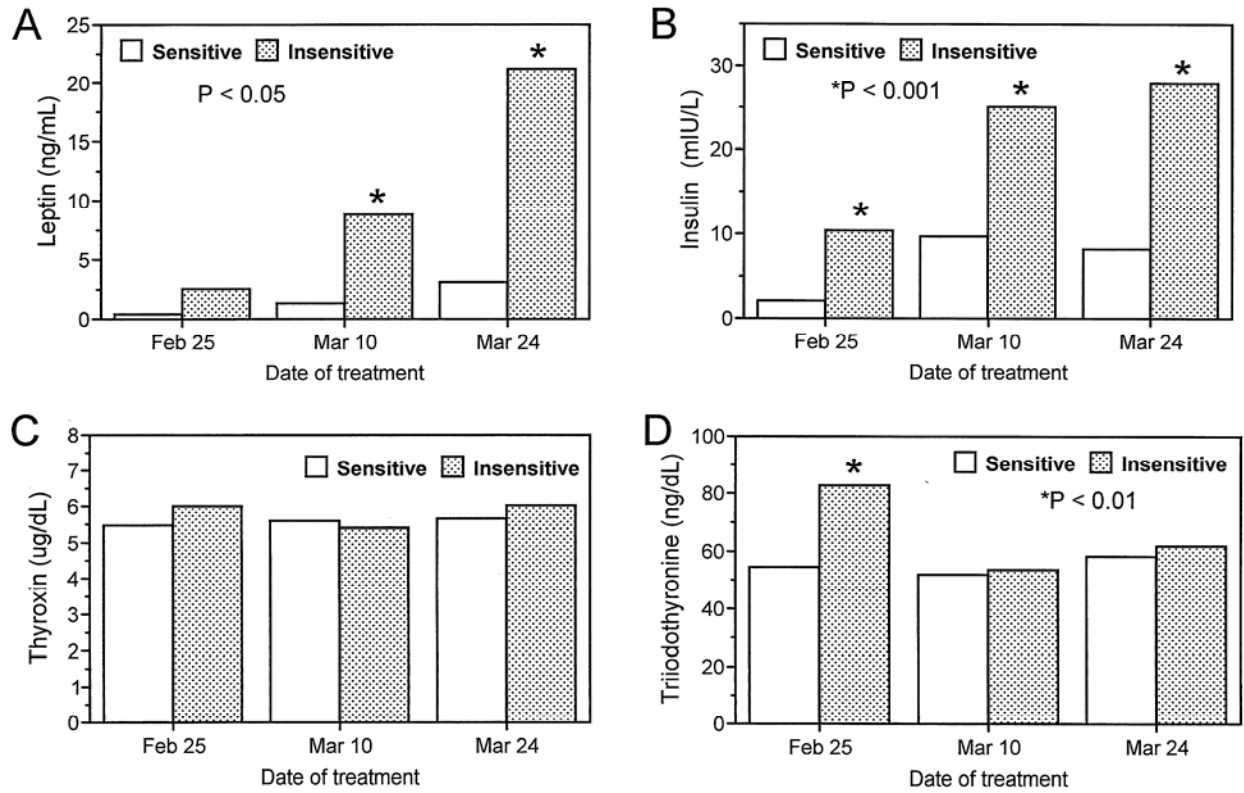 A
Leptin (ng/mL)
25
20
15
10
5
0
Sensitive Insensitive
P < 0.05
*
*
Feb 25 Mar 10 Mar 24
Date of treatment
B
Insulin (mIU/L)
30
20
10
0
Sensitive Insensitive
*P < 0.001
*
*
*
Feb 25 Mar 10 Mar 24
Date of treatment
C
Thyroxin (ug/dL)
8
7
6
5
4
3
2
1
0
Sensitive Insensitive
Feb 25 Mar 10 Mar 24
Date of treatment
D
Triiodothyronine (ng/dL)
100
80
60
40
20
0
Sensitive Insensitive
*P < 0.01
*
Feb 25 Mar 10 Mar 24
Date of treatment